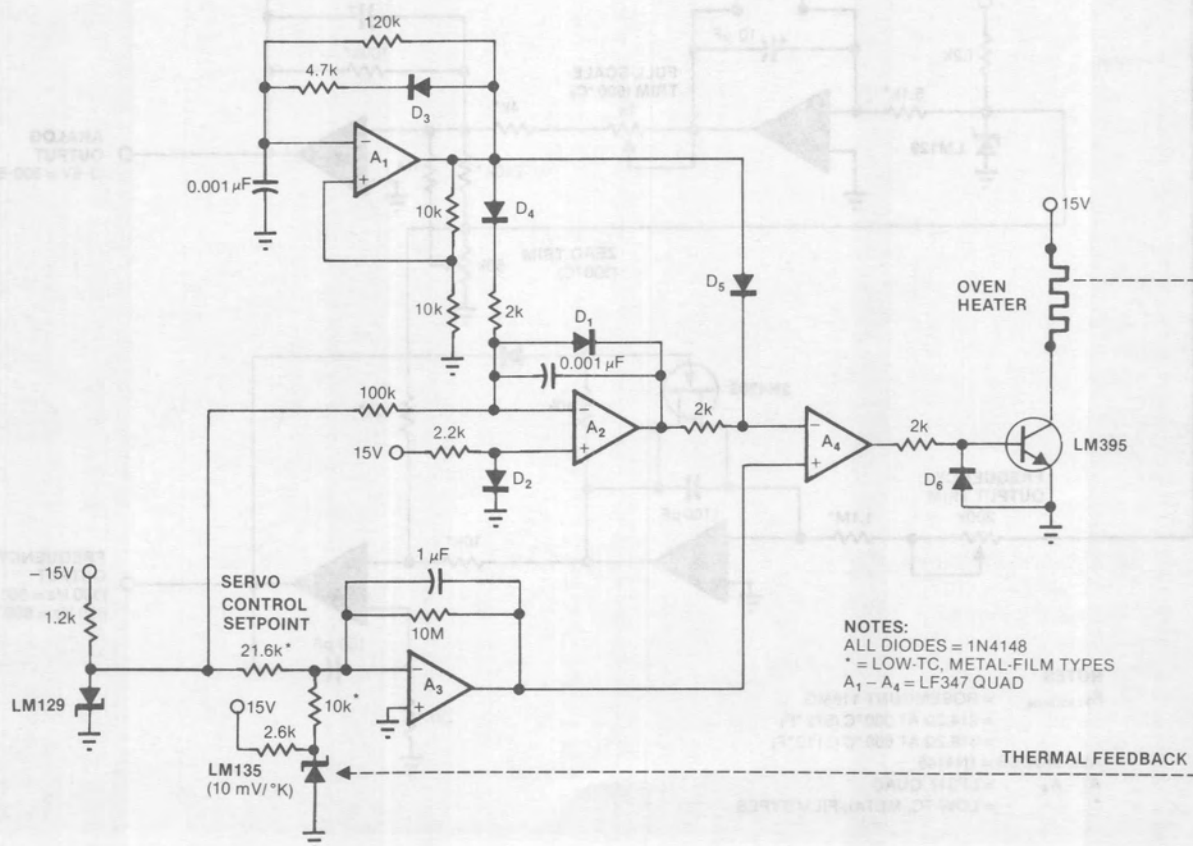 120k
4.7k
D3
A1
−
+
0.001 μF
10k
10k
D4
2k
D5
D1
0.001 μF
100k
2.2k
15V
D2
−
+
A2
2k
−
+
A4
2k
D6
LM395
15V
OVEN
HEATER
−15V
1.2k
LM129
SERVO
CONTROL
SETPOINT
21.6k*
1 μF
10M
−
+
A3
10k*
15V
2.6k
LM135
(10 mV/°K)
THERMAL FEEDBACK
NOTES:
ALL DIODES = 1N4148
* = LOW-TC, METAL-FILM TYPES
A1 – A4 = LF347 QUAD